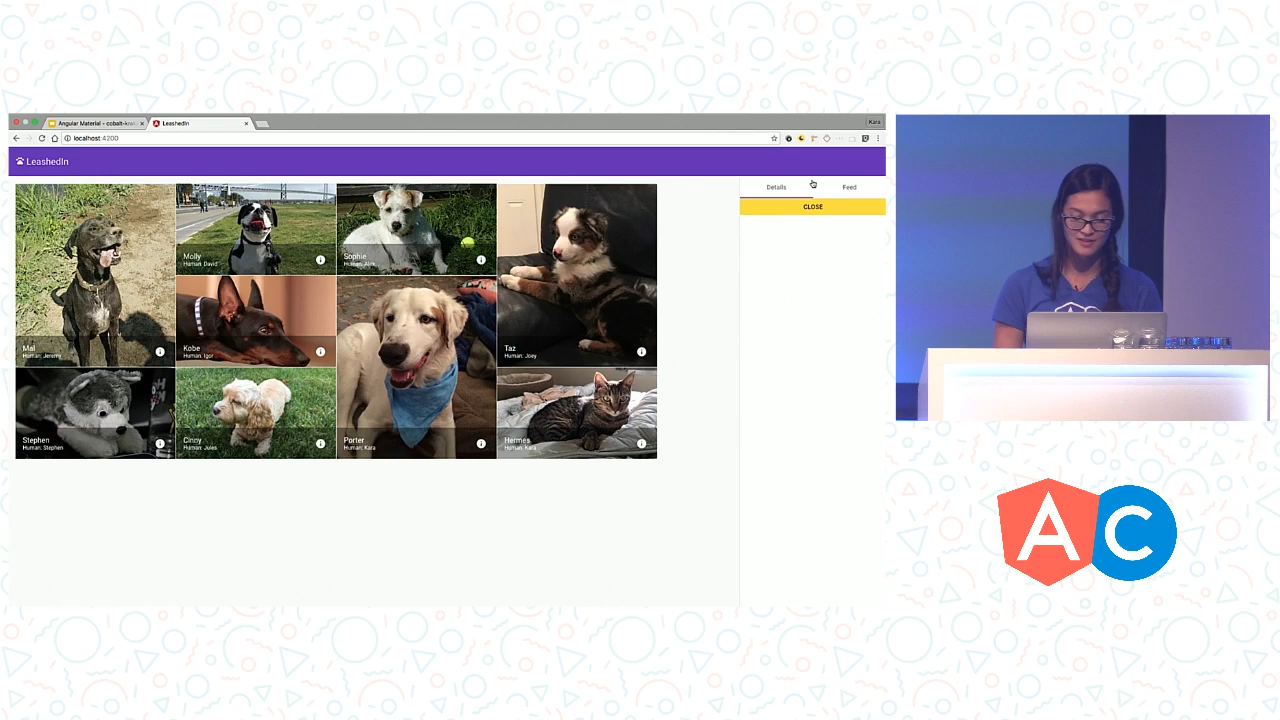 Angular Material - cobalt-kra
LeashedIn
Kara
localhost:4200
LeashedIn
Details
Feed
CLOSE
Mal
Human: Jeremy
Molly
Human: David
Sophie
Human: Alex
Kobe
Human: Igor
Taz
Human: Joey
Stephen
Human: Stephen
Cinny
Human: Jules
Porter
Human: Kara
Hermes
Human: Kara
A
C